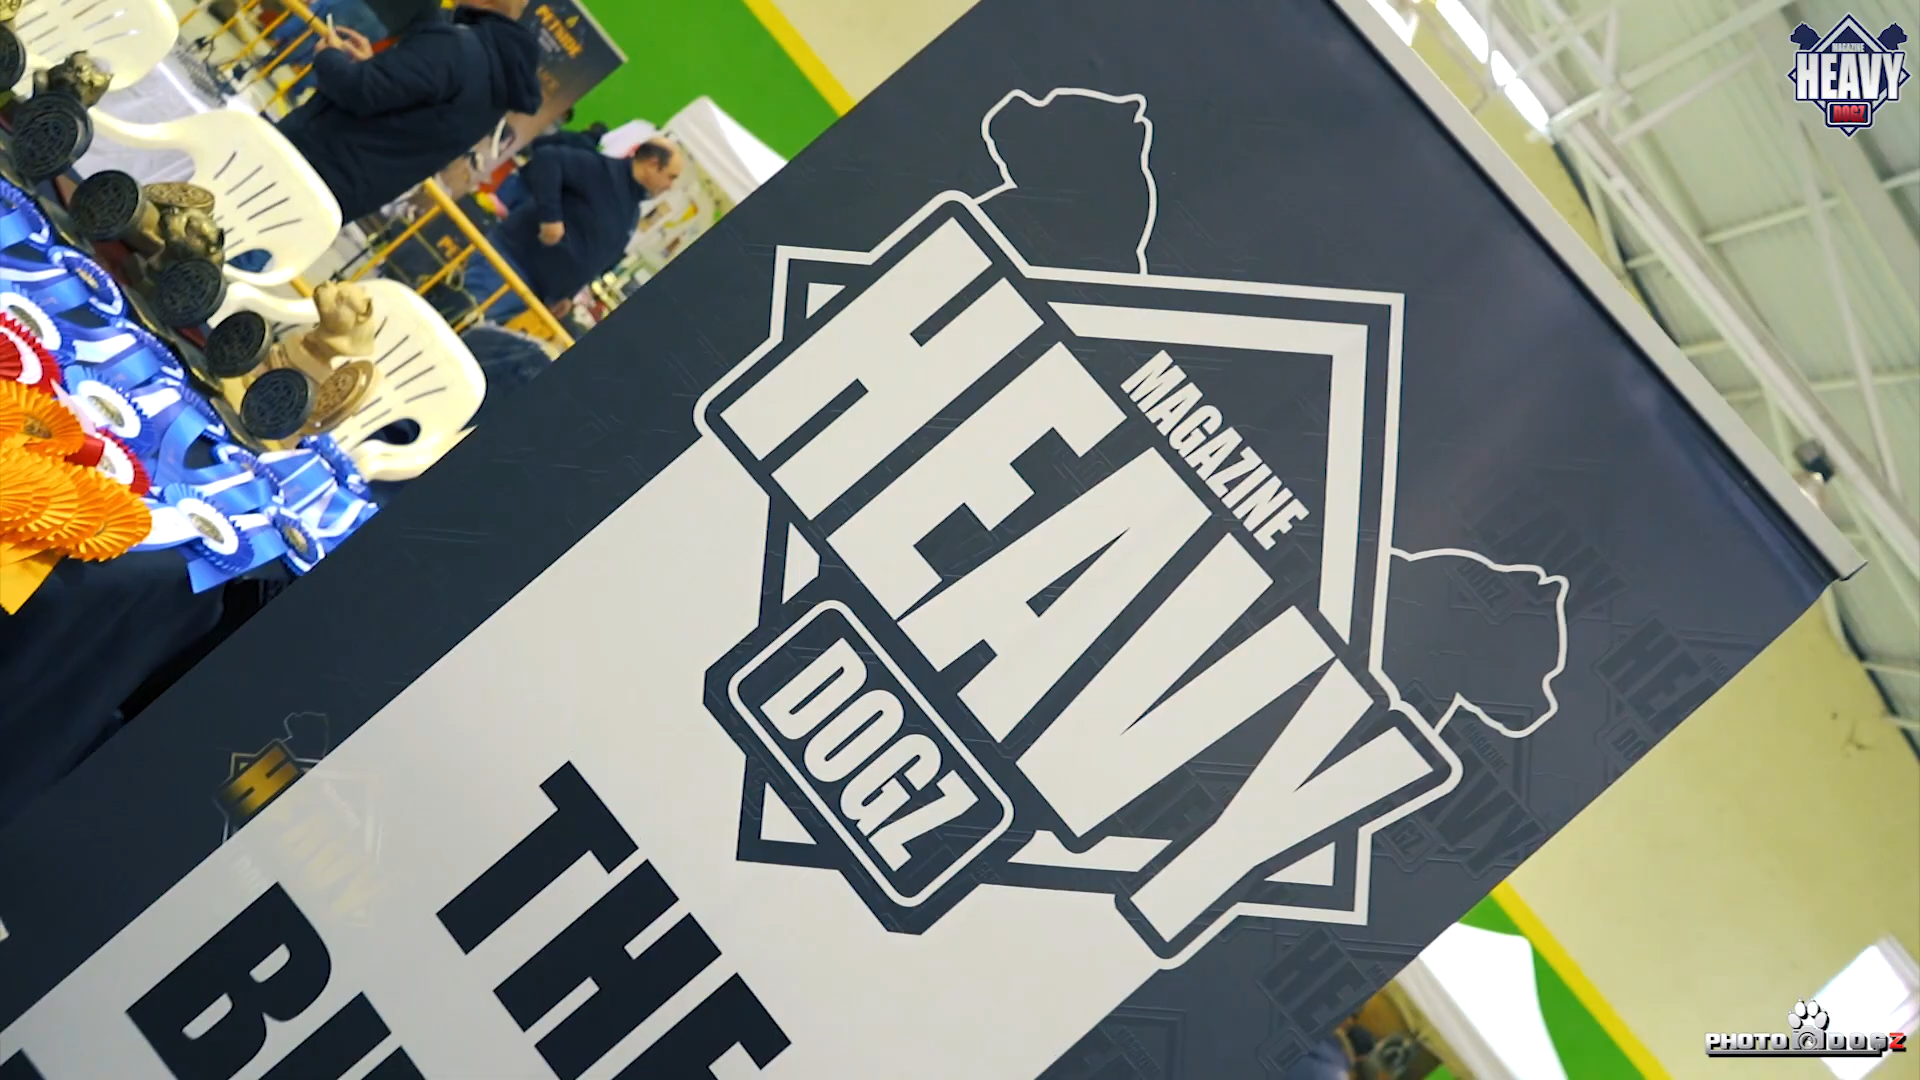 MAGAZINE
HEAVY
DOGZ
THE
MAGAZINE
HEAVY
DOGZ
PHOTO DOGZ